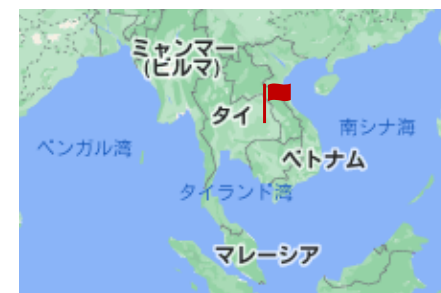 ミャンマー
(ビルマ)
タイ
南シナ海
ベンガル湾
ベトナム
タイランド湾
マレーシア